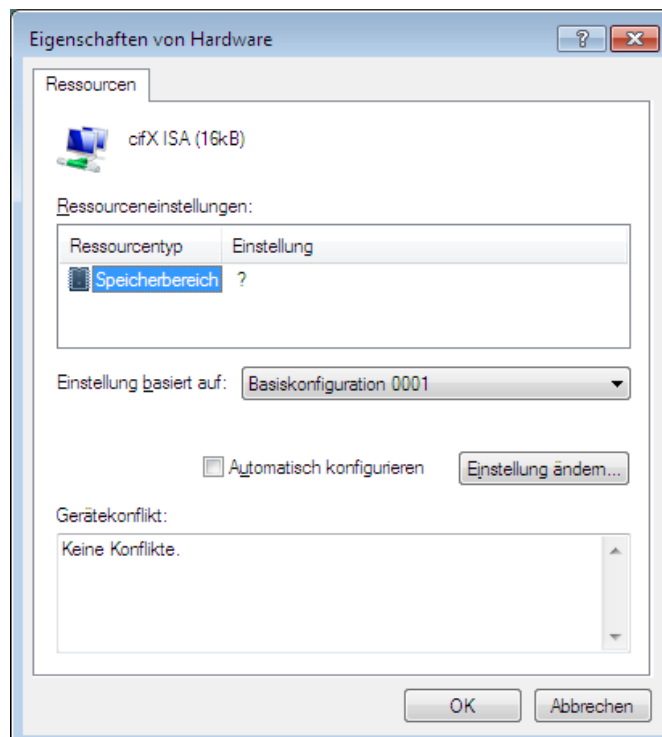 Eigenschaften von Hardware
?
Ressourcen
cifX ISA (16kB)
Ressourceneinstellungen:
Ressourcentyp Einstellung
Speicherbereich ?
Einstellung basiert auf: Basiskonfiguration 0001
Automatisch konfigurieren Einstellung ändern...
Gerätekonflikt:
Keine Konflikte.
OK Abbrechen